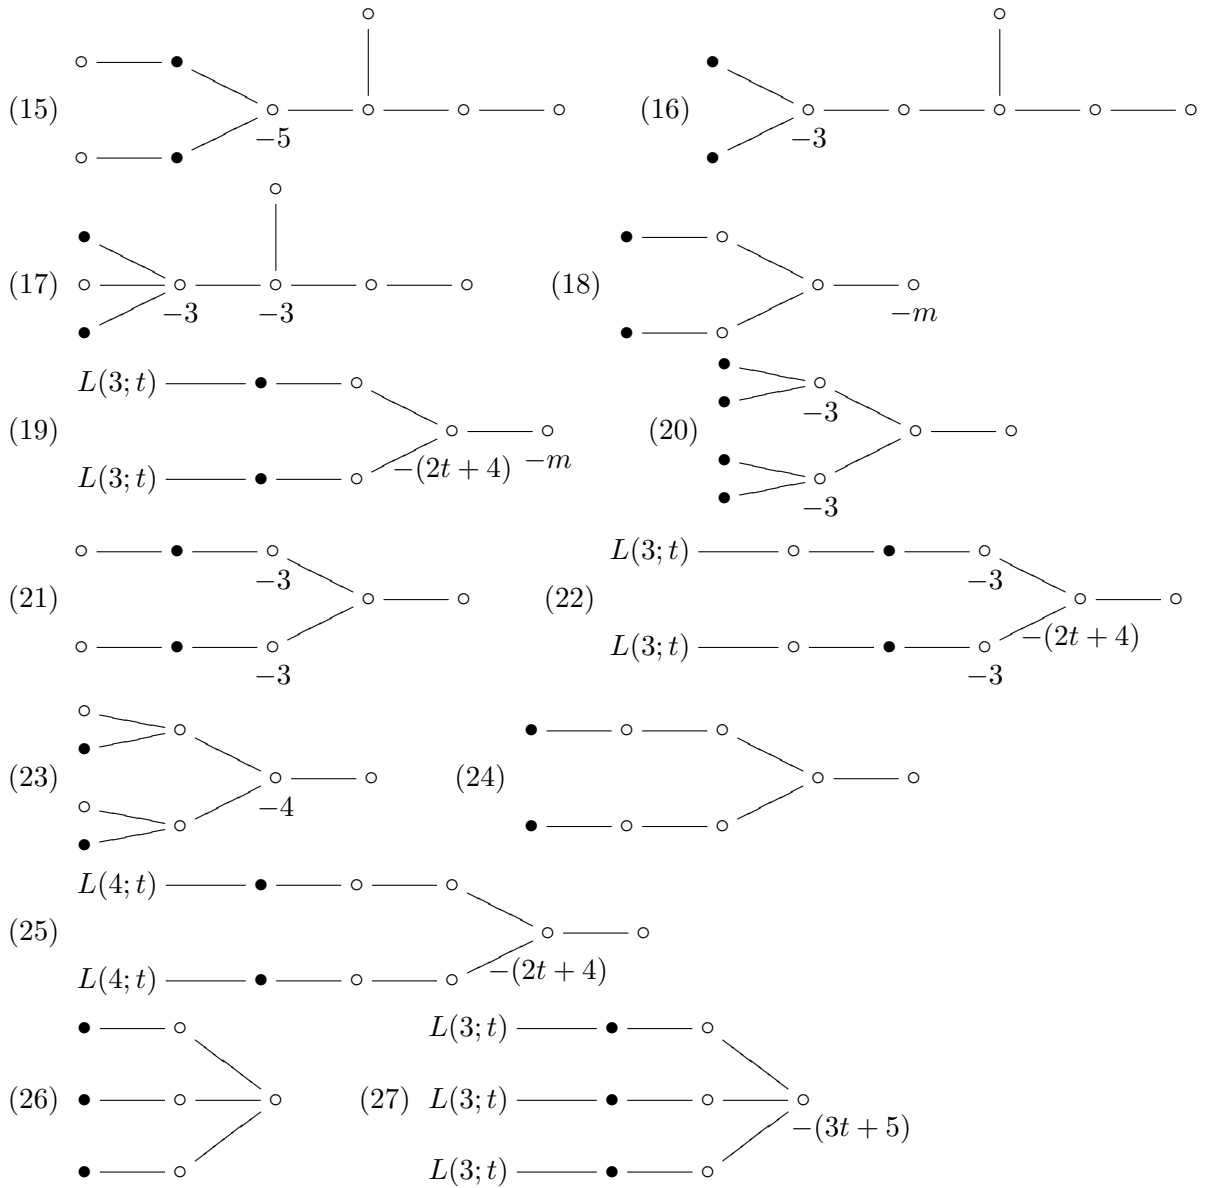 (15) −5 (16) −3
(17) −3 −3 (18) −m
L(3; t)
(19) −(2t + 4) −m (20) −3
L(3; t) −3
L(3; t)
(21) −3 (22) −3
−(2t + 4)
L(3; t)
−3 −3
(23) −4 (24)
L(4; t)
(25) −(2t + 4)
L(4; t)
L(3; t)
(26) (27) L(3; t) −(3t + 5)
L(3; t)